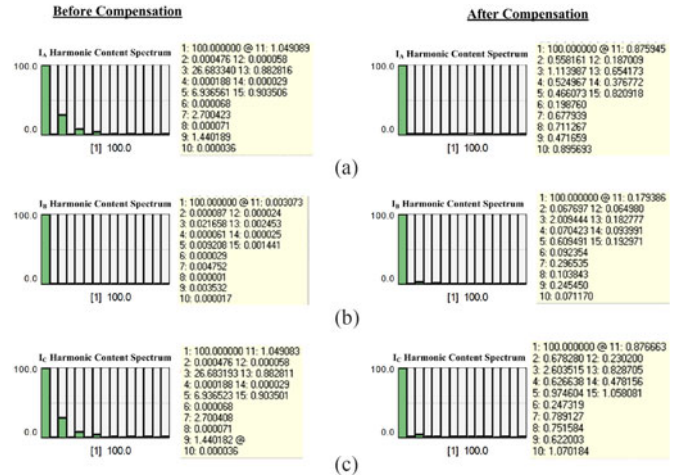 Before Compensation
After Compensation
I_A Harmonic Content Spectrum
100.0
0.0
[1] 100.0
1: 100.000000 @ 11: 1.049089
2: 0.000476 12: 0.000058
3: 26.683340 13: 0.882816
4: 0.000188 14: 0.000029
5: 6.936561 15: 0.903506
6: 0.000068
7: 2.700423
8: 0.000071
9: 1.440189
10: 0.000036
I_A Harmonic Content Spectrum
100.0
0.0
[1] 100.0
1: 100.000000 @ 11: 0.875945
2: 0.558161 12: 0.187009
3: 1.113987 13: 0.654173
4: 0.524967 14: 0.376772
5: 0.466073 15: 0.820918
6: 0.198760
7: 0.677939
8: 0.711267
9: 0.471659
10: 0.895693
(a)
I_B Harmonic Content Spectrum
100.0
0.0
[1] 100.0
1: 100.000000 @ 11: 0.003073
2: 0.000087 12: 0.000024
3: 0.021658 13: 0.002453
4: 0.000061 14: 0.000025
5: 0.009208 15: 0.001441
6: 0.000029
7: 0.004752
8: 0.000001
9: 0.003532
10: 0.000017
I_B Harmonic Content Spectrum
100.0
0.0
[1] 100.0
1: 100.000000 @ 11: 0.179386
2: 0.067697 12: 0.064980
3: 2.009444 13: 0.182777
4: 0.070423 14: 0.093991
5: 0.609491 15: 0.192971
6: 0.092354
7: 0.296535
8: 0.103843
9: 0.245450
10: 0.071170
(b)
I_C Harmonic Content Spectrum
100.0
0.0
[1] 100.0
1: 100.000000 11: 1.049083
2: 0.000476 12: 0.000058
3: 26.683193 13: 0.882811
4: 0.000188 14: 0.000029
5: 6.936523 15: 0.903501
6: 0.000068
7: 2.700408
8: 0.000071
9: 1.440182 @
10: 0.000036
I_C Harmonic Content Spectrum
100.0
0.0
[1] 100.0
1: 100.000000 @ 11: 0.876663
2: 0.678280 12: 0.230200
3: 2.603515 13: 0.828705
4: 0.626638 14: 0.478156
5: 0.974604 15: 1.058081
6: 0.247319
7: 0.789127
8: 0.751584
9: 0.622003
10: 1.070184
(c)